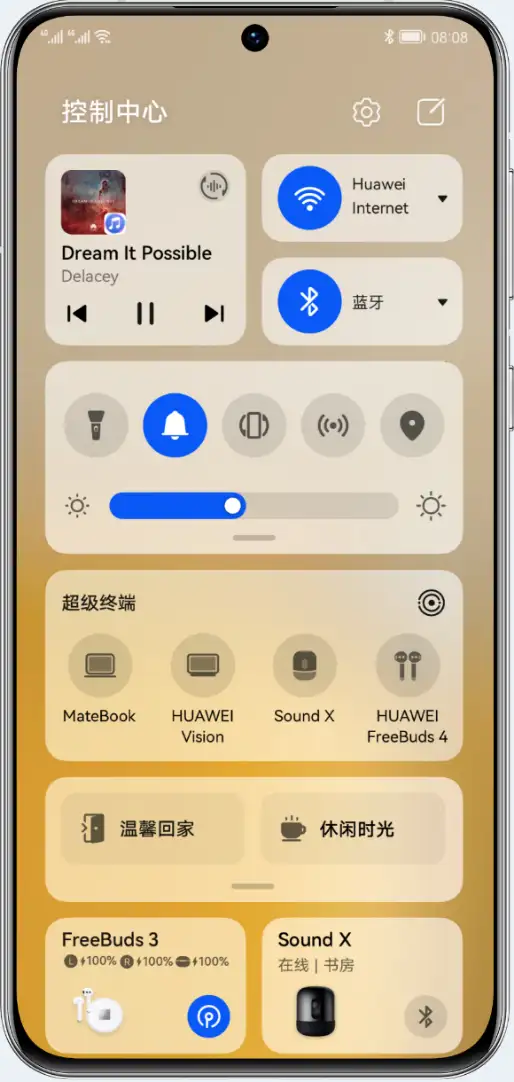 08:08
控制中心
Dream It Possible
Delacey
Huawei
Internet
蓝牙
超级终端
MateBook
HUAWEI
Vision
Sound X
HUAWEI
FreeBuds 4
温馨回家
休闲时光
FreeBuds 3
L 100% R 100% 100%
Sound X
在线 | 书房